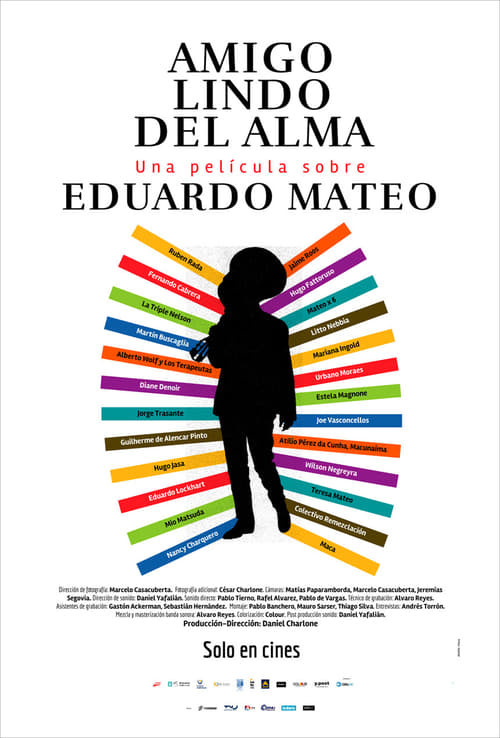 AMIGO
LINDO
DEL ALMA
Una película sobre
EDUARDO MATEO
Ruben Rada
Fernando Cabrera
La Triple Nelson
Martín Buscaglia
Alberto Wolf y Los Terapeutas
Diane Denoir
Jorge Trasante
Guilherme de Alencar Pinto
Hugo Jasa
Eduardo Lockhart
Mio Matsuda
Nancy Charquero
Jaime Roos
Hugo Fattoruso
Mateo x 6
Litto Nebbia
Mariana Ingold
Urbano Moraes
Estela Magnone
Joe Vasconcellos
Atilio Pérez da Cunha, Macunaíma
Wilson Negreyra
Teresa Mateo
Colectivo Remezclación
Maca
Dirección de fotografía: Marcelo Casacuberta. Fotografía adicional: César Charlone. Cámaras: Matías Paparamborda, Marcelo Casacuberta, Jeremías
Segovia. Dirección de sonido: Daniel Yafalián. Sonido directo: Pablo Tierno, Rafel Alvarez, Pablo de Vargas. Técnico de grabación: Alvaro Reyes.
Asistentes de grabación: Gastón Ackerman, Sebastián Hernández. Montaje: Pablo Banchero, Mauro Sarser, Thiago Silva. Entrevistas: Andrés Torrón.
Mezcla y masterización banda sonora: Alvaro Reyes. Colorización: Colour. Post producción sonido: Daniel Yafalián.
Producción-Dirección: Daniel Charlone
Solo en cines